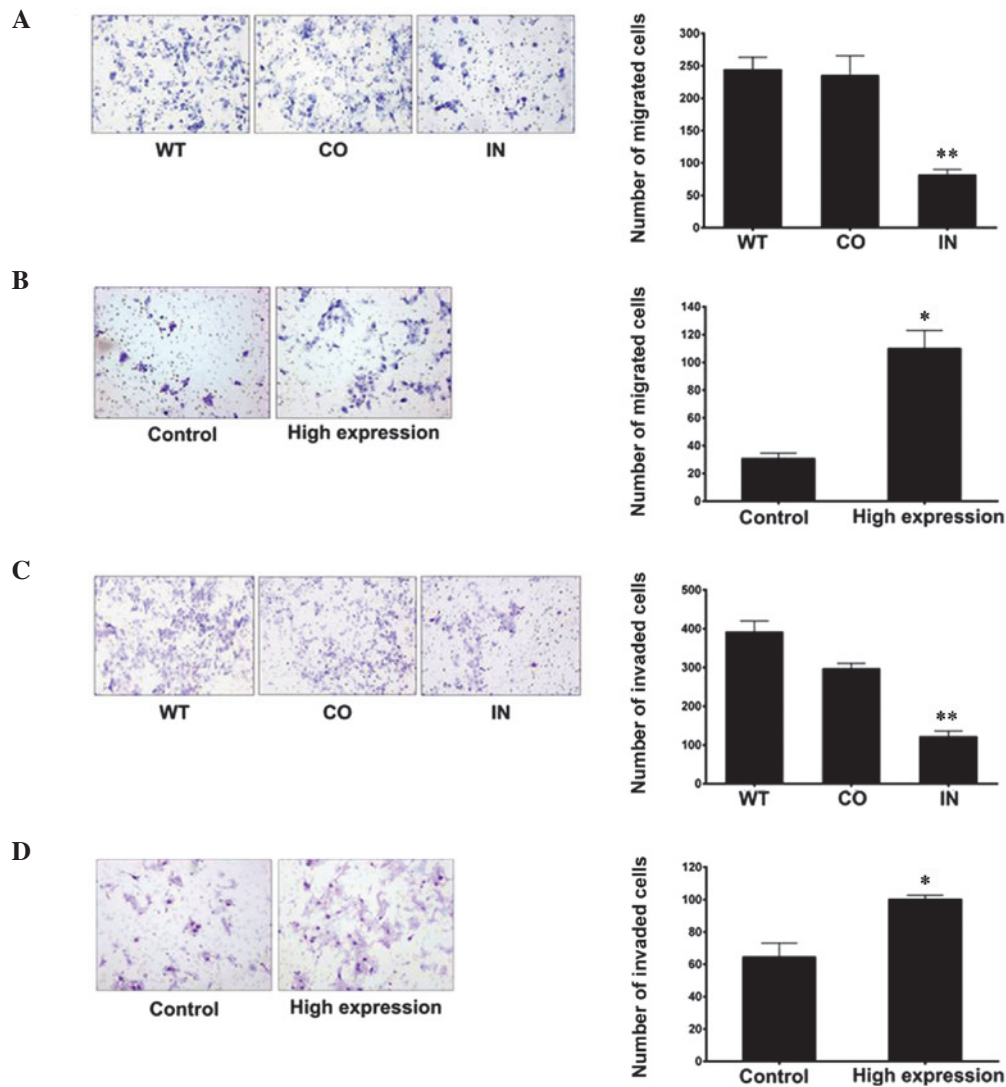 A
WT
CO
IN
Number of migrated cells
300
250
200
150
100
50
0
**
WT
CO
IN
B
Control
High expression
Number of migrated cells
140
120
100
80
60
40
20
0
*
Control
High expression
C
WT
CO
IN
Number of invaded cells
500
400
300
200
100
0
**
WT
CO
IN
D
Control
High expression
Number of invaded cells
120
100
80
60
40
20
0
*
Control
High expression